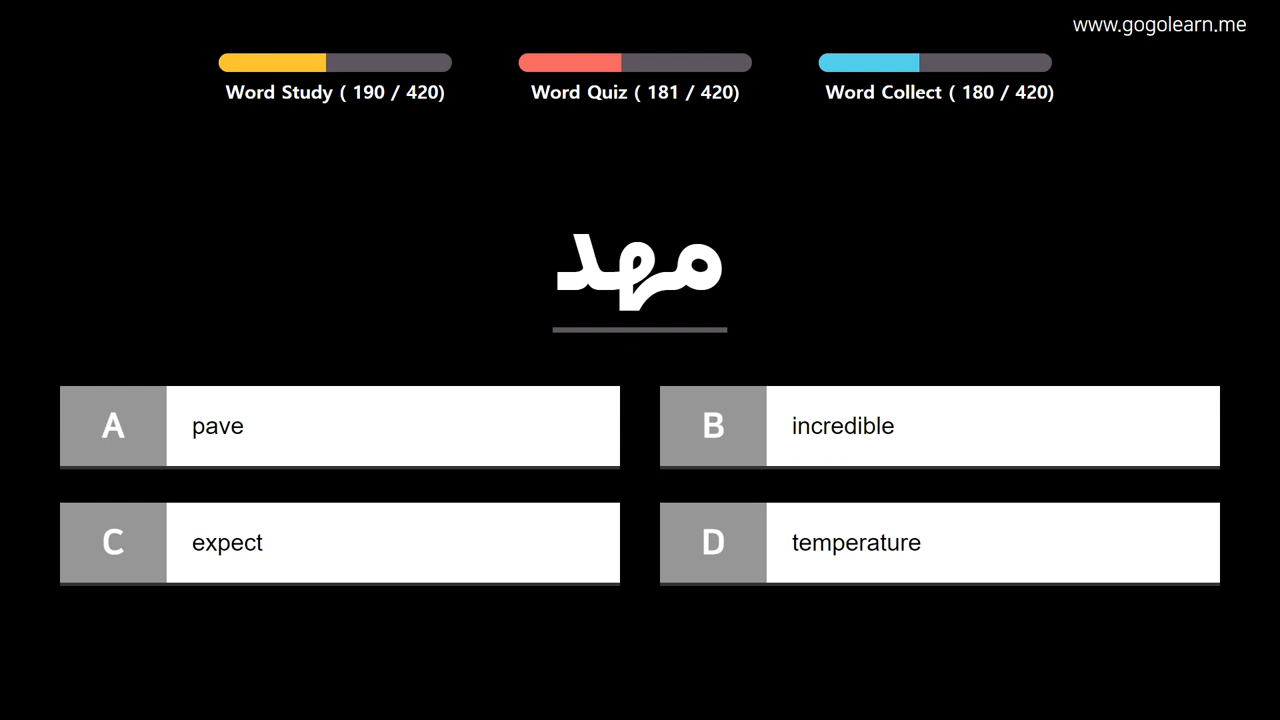 www.gogolearn.me
Word Study ( 190 / 420)
Word Quiz ( 181 / 420)
Word Collect ( 180 / 420)
مهد
A pave
B incredible
C expect
D temperature